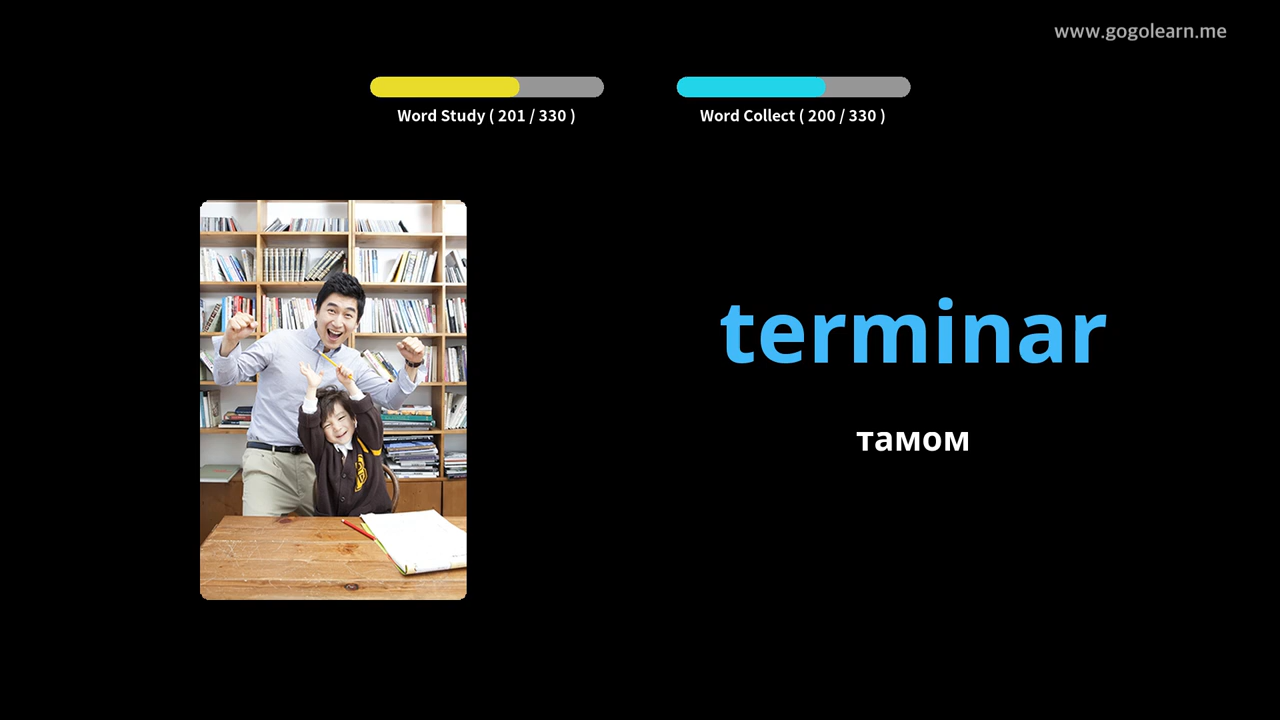 www.gogolearn.me
Word Study ( 201 / 330 )
Word Collect ( 200 / 330 )
terminar
тамом